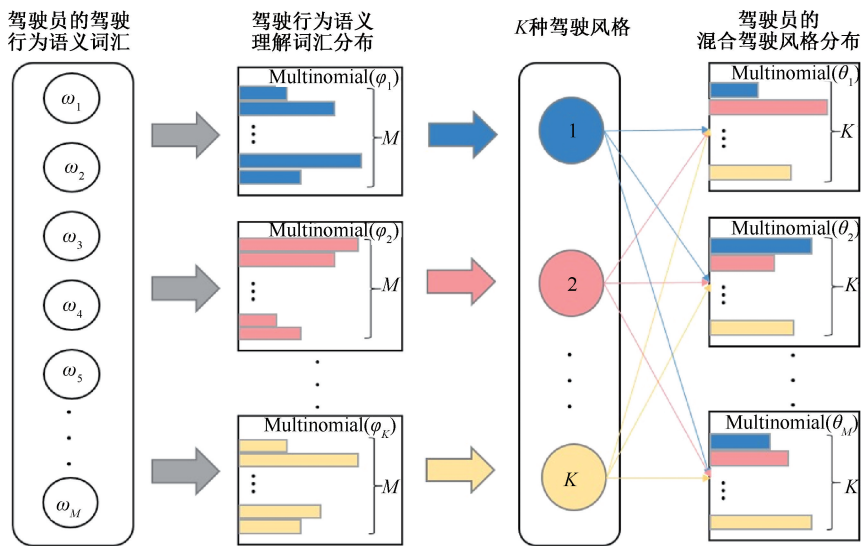 驾驶员的驾驶
行为语义词汇
ω1
ω2
ω3
ω4
ω5
ωM
驾驶行为语义
理解词汇分布
Multinomial(φ1)
M
Multinomial(φ2)
M
Multinomial(φK)
M
K种驾驶风格
1
2
K
驾驶员的
混合驾驶风格分布
Multinomial(θ1)
K
Multinomial(θ2)
K
Multinomial(θM)
K